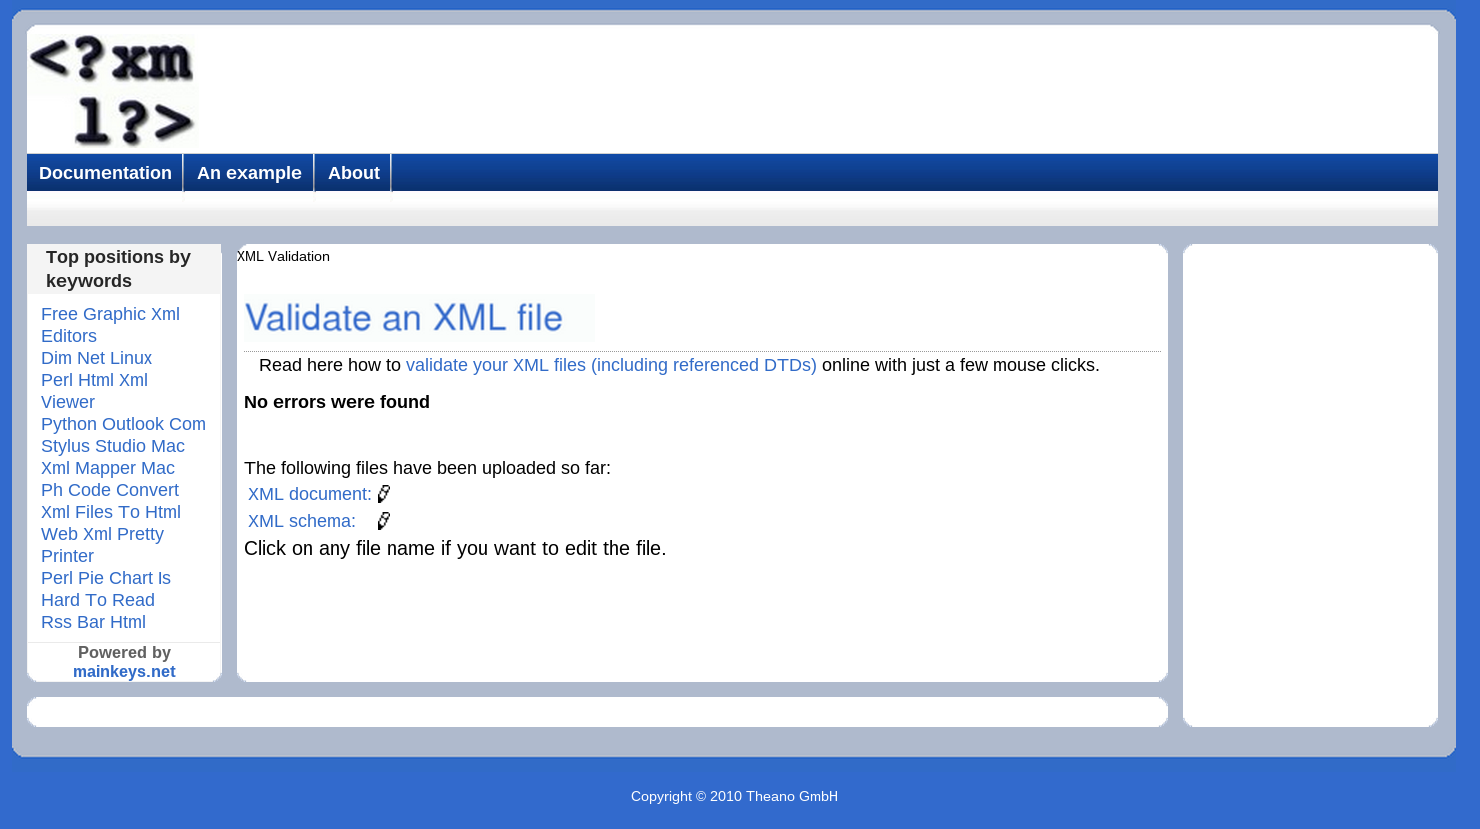 <?xm
l?>
Documentation An example About
Top positions by
keywords
Free Graphic Xml
Editors
Dim Net Linux
Perl Html Xml
Viewer
Python Outlook Com
Stylus Studio Mac
Xml Mapper Mac
Ph Code Convert
Xml Files To Html
Web Xml Pretty
Printer
Perl Pie Chart Is
Hard To Read
Rss Bar Html
Powered by
mainkeys.net
XML Validation
Validate an XML file
Read here how to validate your XML files (including referenced DTDs) online with just a few mouse clicks.
No errors were found
The following files have been uploaded so far:
XML document:
XML schema:
Click on any file name if you want to edit the file.
Copyright © 2010 Theano GmbH